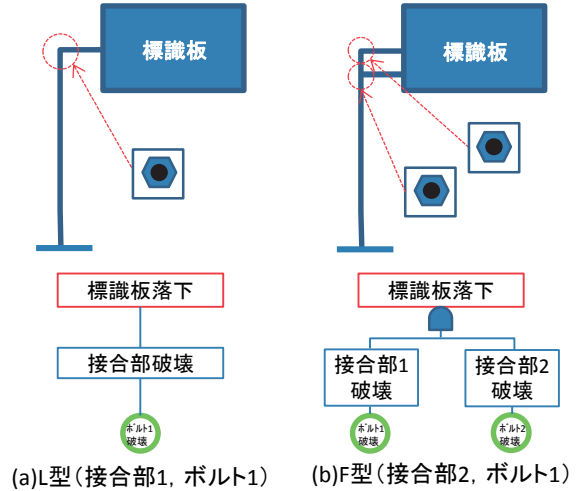 標識板
標識板
標識板落下
接合部破壊
ボルト1
破壊
(a)L型(接合部1, ボルト1)
標識板落下
接合部1
破壊
接合部2
破壊
ボルト1
破壊
ボルト2
破壊
(b)F型(接合部2, ボルト1)